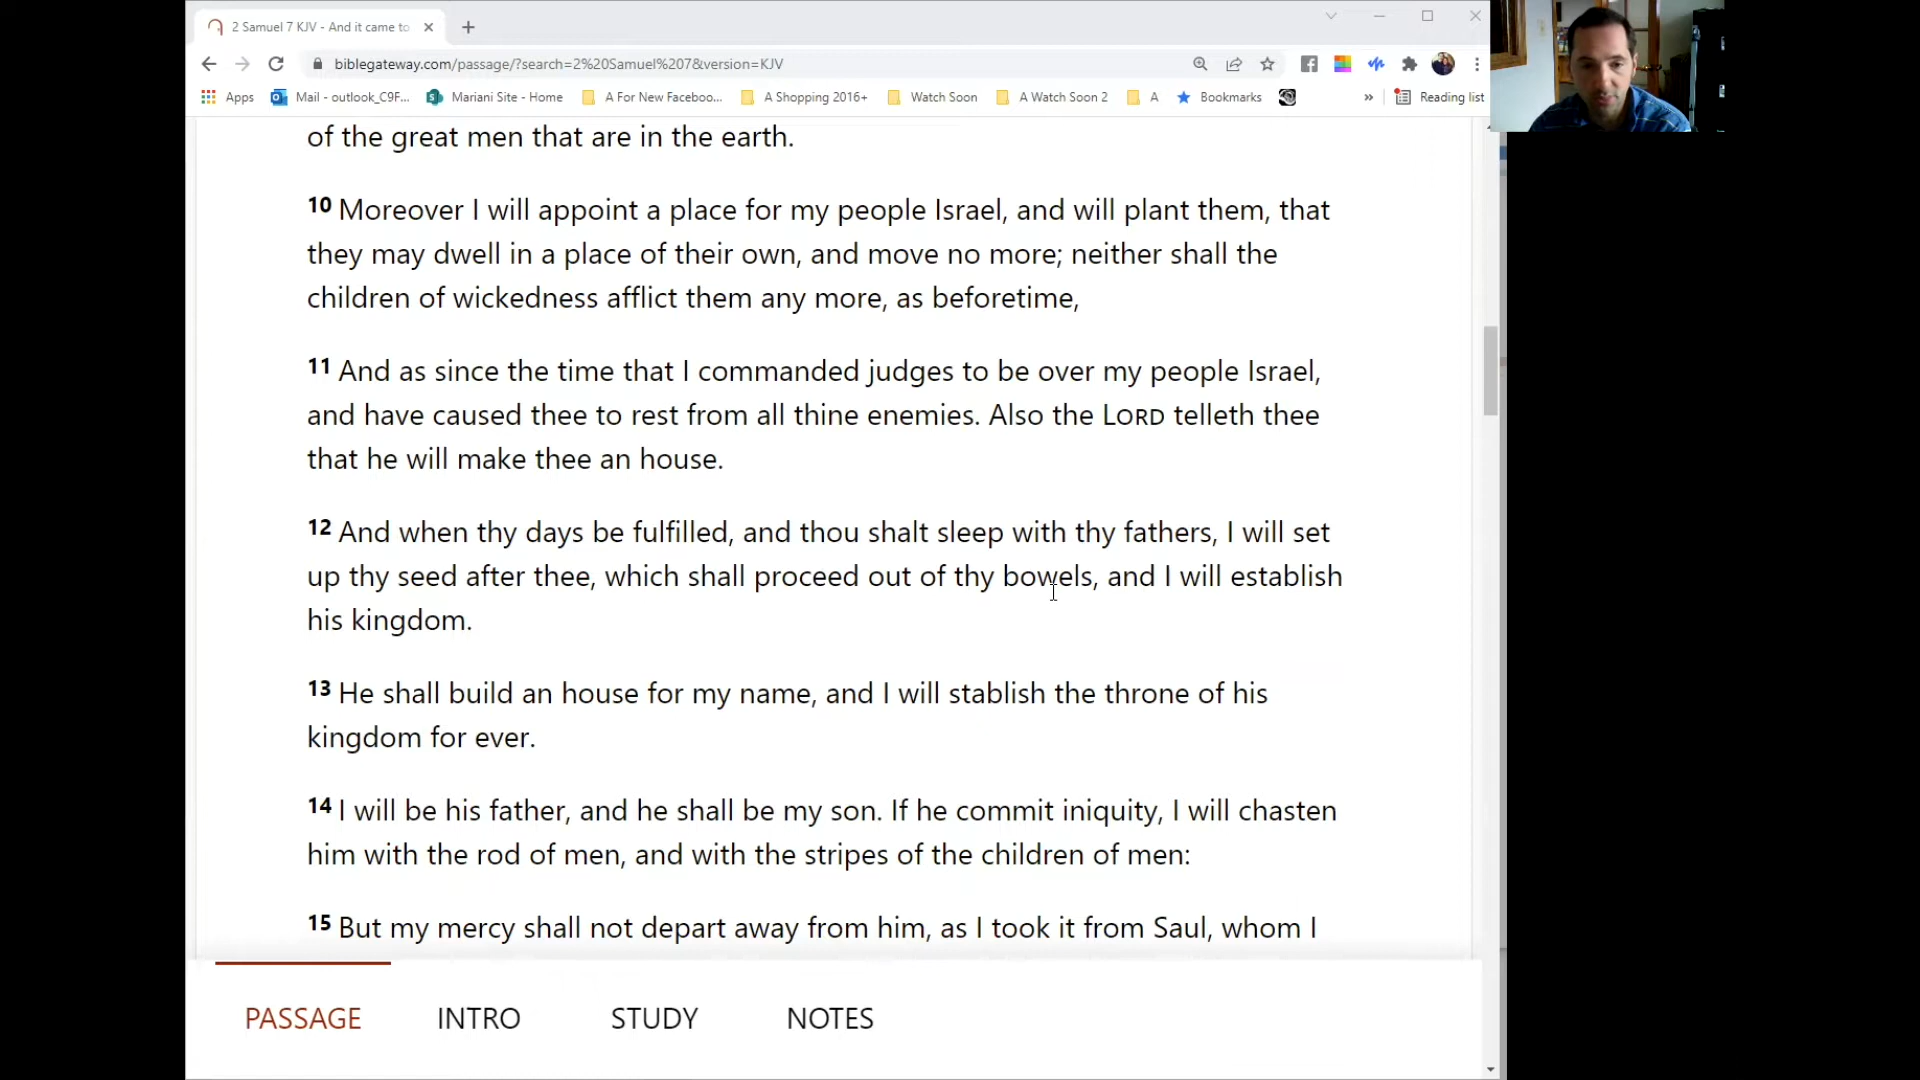 2 Samuel 7 KJV - And it came to
biblegateway.com/passage/?search=2%20Samuel%207&version=KJV
Apps Mail - outlook_C9F... Mariani Site - Home A For New Faceboo... A Shopping 2016+ Watch Soon A Watch Soon 2 A Bookmarks » Reading list
of the great men that are in the earth.
10 Moreover I will appoint a place for my people Israel, and will plant them, that
they may dwell in a place of their own, and move no more; neither shall the
children of wickedness afflict them any more, as beforetime,
11 And as since the time that I commanded judges to be over my people Israel,
and have caused thee to rest from all thine enemies. Also the LORD telleth thee
that he will make thee an house.
12 And when thy days be fulfilled, and thou shalt sleep with thy fathers, I will set
up thy seed after thee, which shall proceed out of thy bowels, and I will establish
his kingdom.
13 He shall build an house for my name, and I will stablish the throne of his
kingdom for ever.
14 I will be his father, and he shall be my son. If he commit iniquity, I will chasten
him with the rod of men, and with the stripes of the children of men:
15 But my mercy shall not depart away from him, as I took it from Saul, whom I
PASSAGE INTRO STUDY NOTES